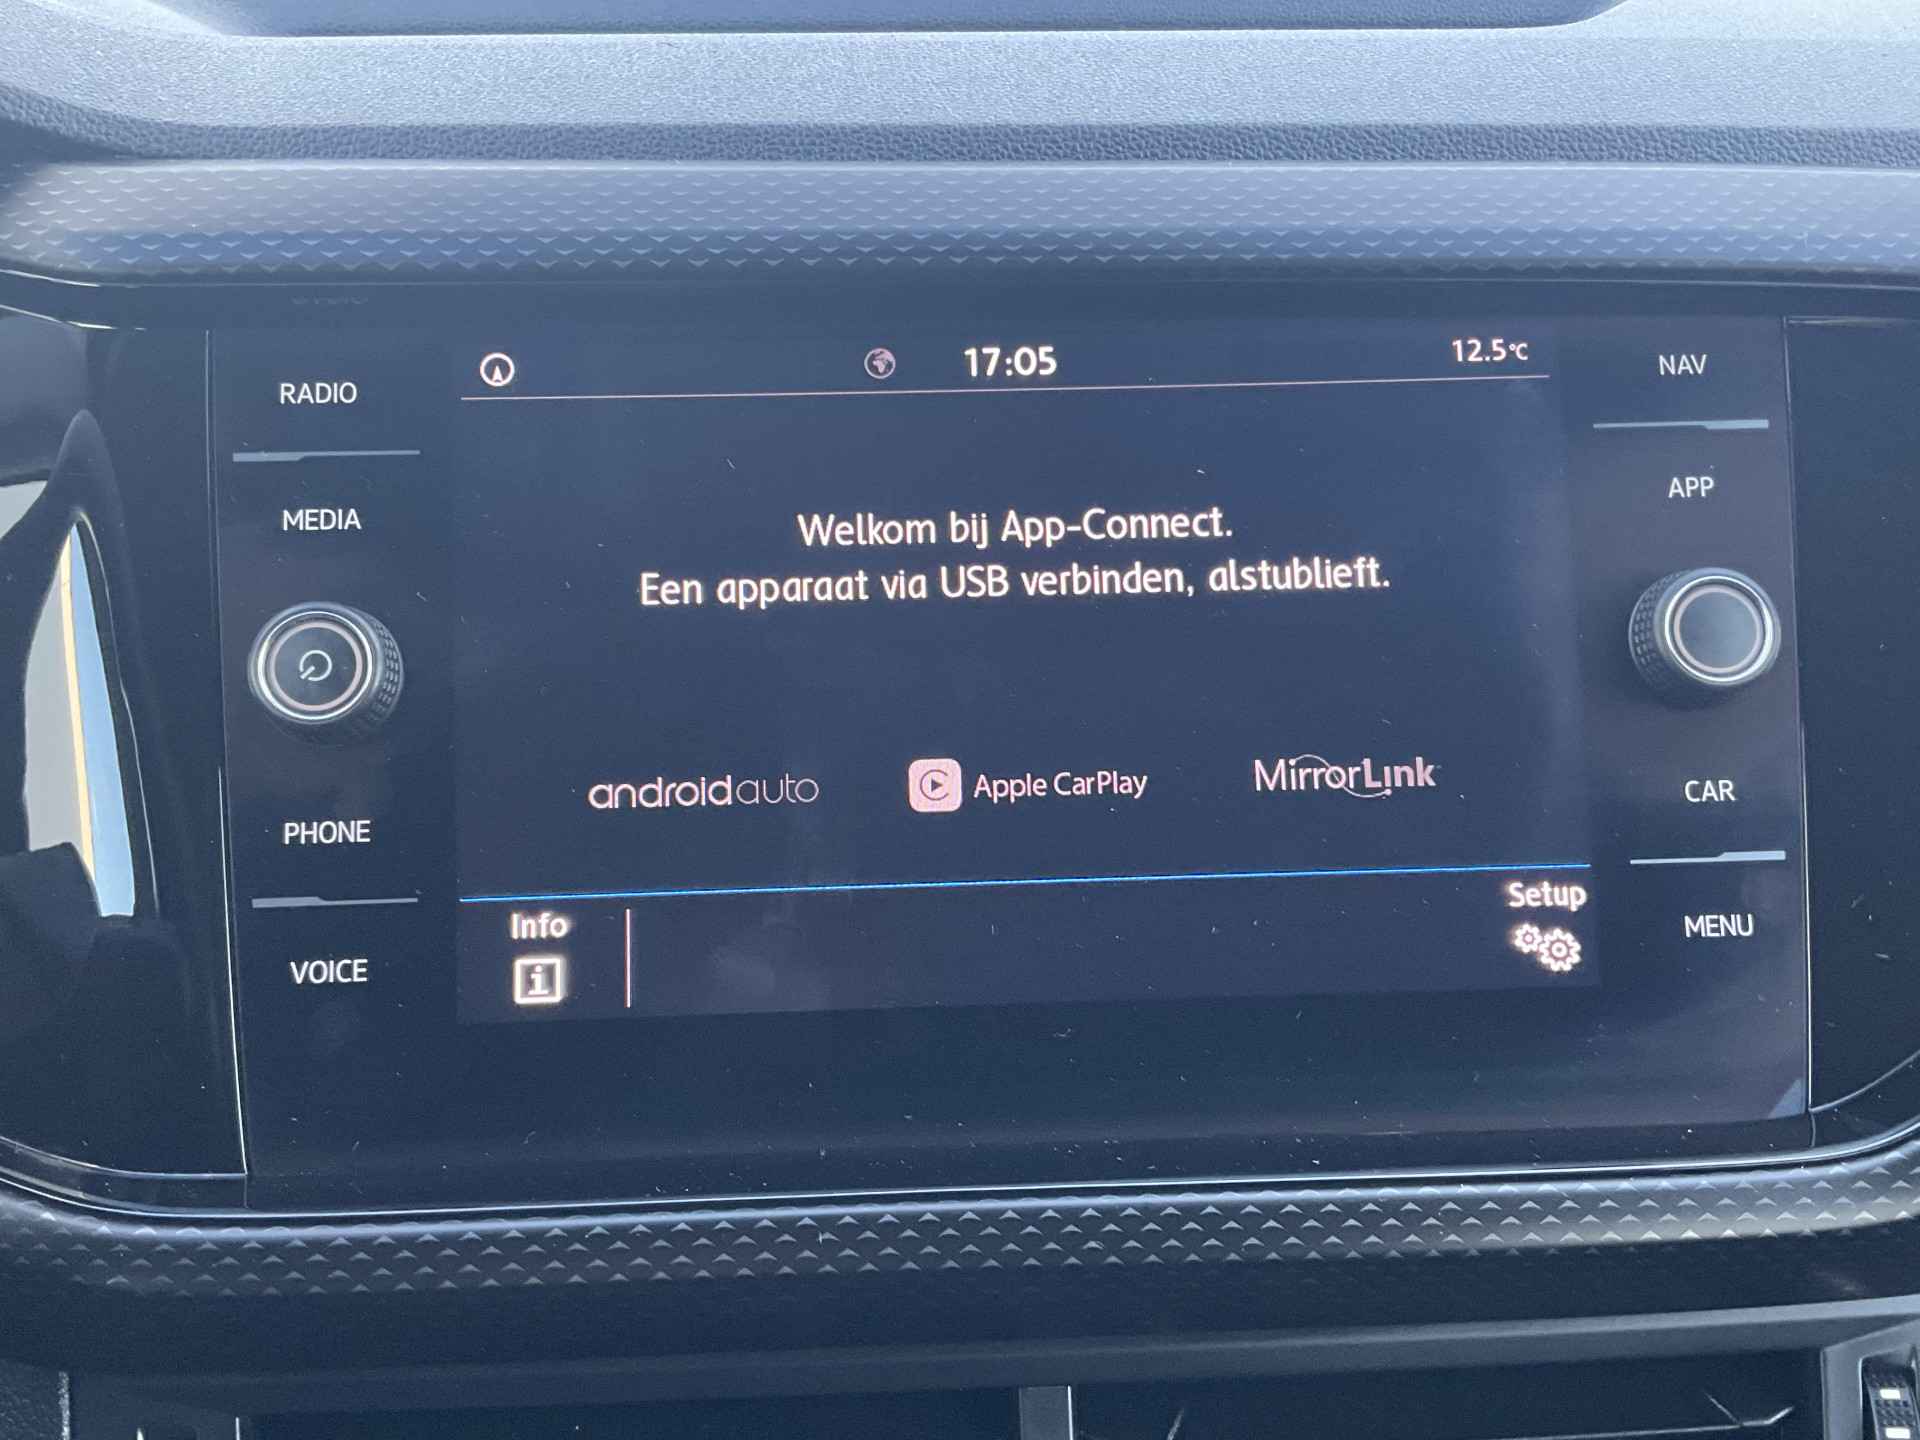 17:05
12.5°C
RADIO
NAV
MEDIA
APP
Welkom bij App-Connect.
Een apparaat via USB verbinden, alstublieft.
androidauto
Apple CarPlay
MirrorLink
PHONE
CAR
Info
Setup
VOICE
MENU